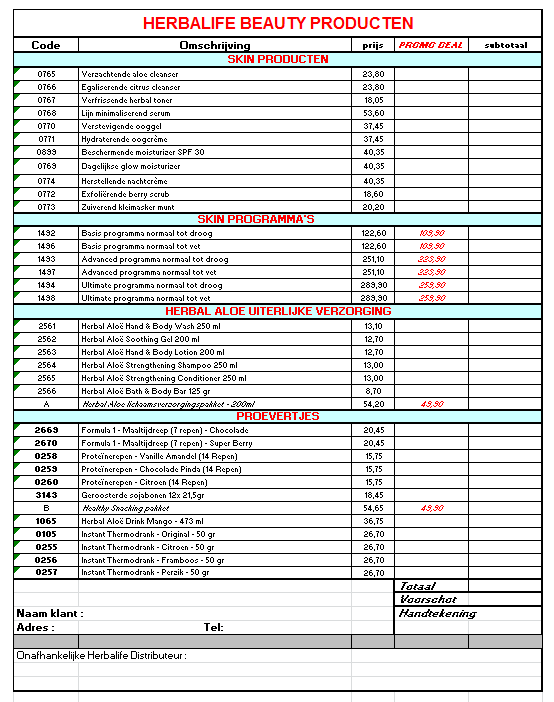 HERBALIFE BEAUTY PRODUCTEN
Code Omschrijving prijs PROMO DEAL subtotaal
SKIN PRODUCTEN
0765 Verzachtende aloe cleanser 23,80
0766 Egaliserende citrus cleanser 23,80
0767 Verfrissende herbal toner 18,05
0768 Lijn minimaliserend serum 53,60
0770 Verstevigende ooggel 37,45
0771 Hydraterende oogcrème 37,45
0899 Beschermende moisturizer SPF 30 40,35
0769 Dagelijkse glow moisturizer 40,35
0774 Herstellende nachtcrème 40,35
0772 Exfoliërende berry scrub 18,60
0773 Zuiverend kleimasker munt 20,20
SKIN PROGRAMMA'S
1492 Basis programma normaal tot droog 122,60 109,90
1496 Basis programma normaal tot vet 122,60 109,90
1493 Advanced programma normaal tot droog 251,10 223,90
1497 Advanced programma normaal tot vet 251,10 223,90
1494 Ultimate programma normaal tot droog 289,90 259,90
1498 Ultimate programma normaal tot vet 289,90 259,90
HERBAL ALOE UITERLIJKE VERZORGING
2561 Herbal Aloë Hand & Body Wash 250 ml 13,10
2562 Herbal Aloë Soothing Gel 200 ml 12,70
2563 Herbal Aloë Hand & Body Lotion 200 ml 12,70
2564 Herbal Aloë Strengthening Shampoo 250 ml 13,00
2565 Herbal Aloë Strengthening Conditioner 250 ml 13,00
2566 Herbal Aloë Bath & Body Bar 125 gr 8,70
A Herbal Aloe lichaamsverzorgingspakket - 200ml 54,20 49,90
PROEVERTJES
2669 Formula 1 - Maaltijdreep (7 repen) - Chocolade 20,45
2670 Formula 1 - Maaltijdreep (7 repen) - Super Berry 20,45
0258 Proteïnerepen - Vanille Amandel (14 Repen) 15,75
0259 Proteïnerepen - Chocolade Pinda (14 Repen) 15,75
0260 Proteïnerepen - Citroen (14 Repen) 15,75
3143 Geroosterde sojabonen 12x 21,5gr 18,45
B Healthy Snacking pakket 54,65 49,90
1065 Herbal Aloë Drink Mango - 473 ml 36,75
0105 Instant Thermodrank - Original - 50 gr 26,70
0255 Instant Thermodrank - Citroen - 50 gr 26,70
0256 Instant Thermodrank - Framboos - 50 gr 26,70
0257 Instant Thermodrank - Perzik - 50 gr 26,70
Totaal
Voorschot
Naam klant : Handtekening
Adres : Tel:
Onafhankelijke Herbalife Distributeur :